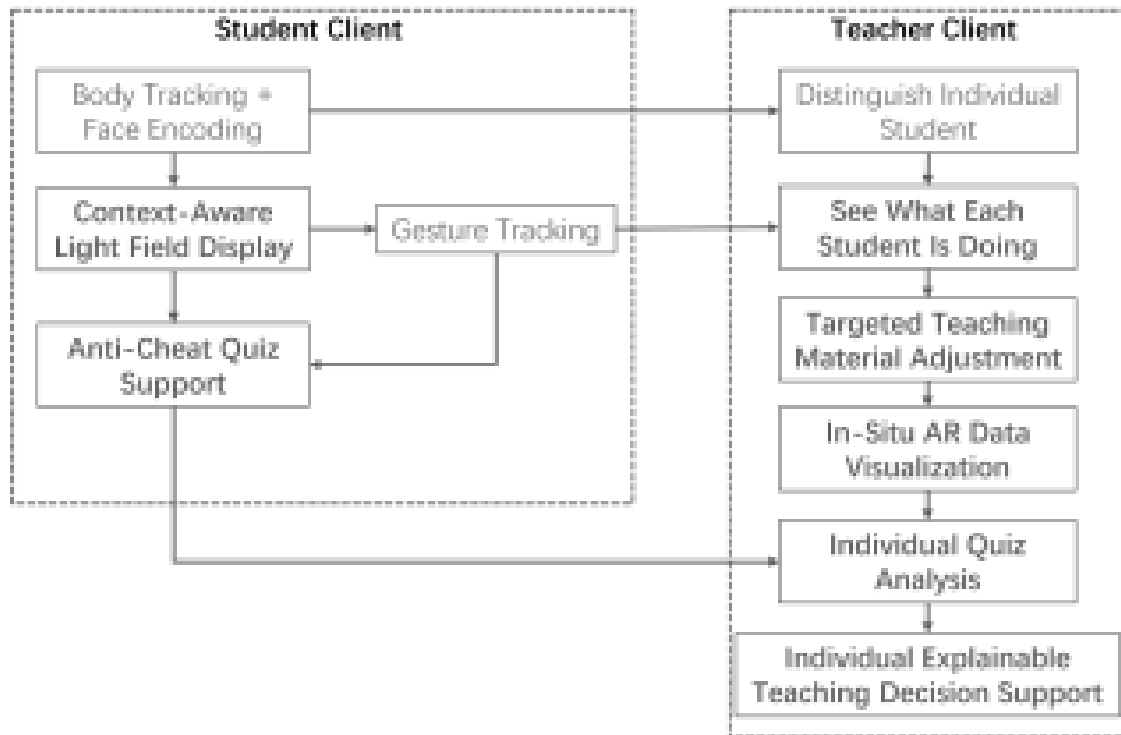 Student Client
Body Tracking +
Face Encoding
Context-Aware
Light Field Display
Gesture Tracking
Anti-Cheat Quiz
Support
Teacher Client
Distinguish Individual
Student
See What Each
Student Is Doing
Targeted Teaching
Material Adjustment
In-Situ AR Data
Visualization
Individual Quiz
Analysis
Individual Explainable
Teaching Decision Support